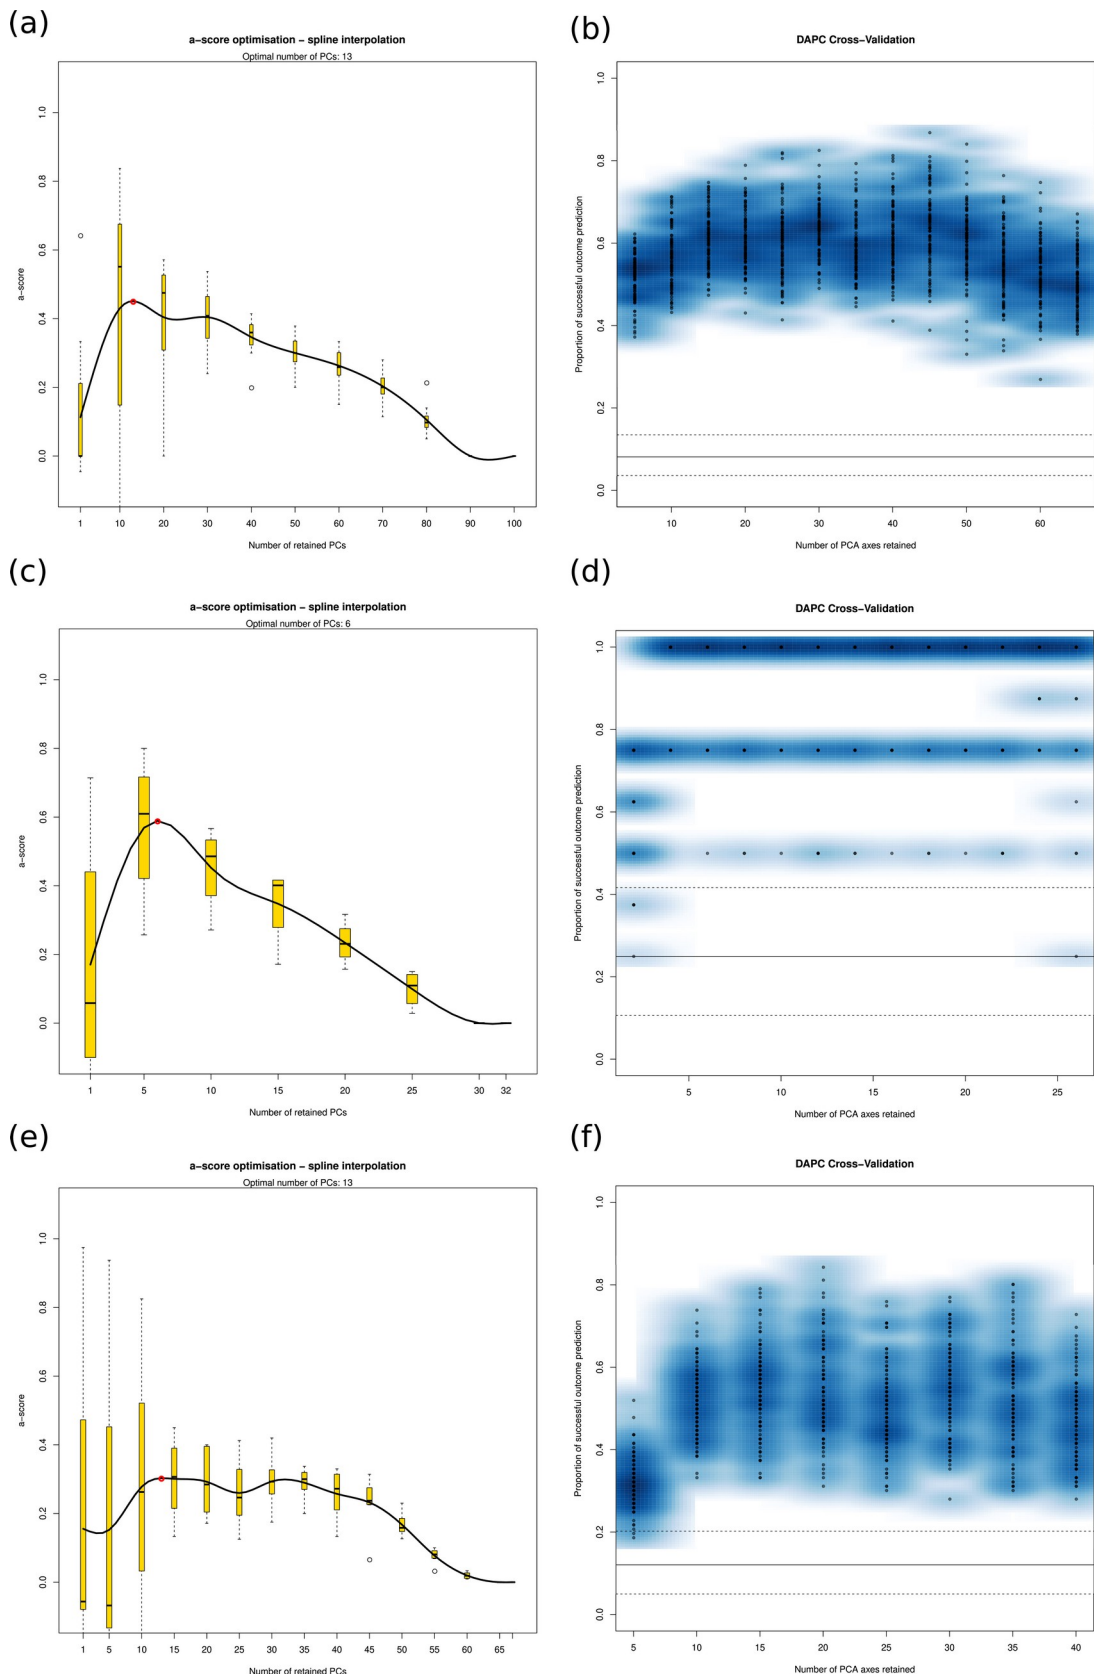 (a)
a−score optimisation − spline interpolation
Optimal number of PCs: 13
a−score
1.0
0.8
0.6
0.4
0.2
0.0
1 10 20 30 40 50 60 70 80 100
Number of retained PCs
(b)
DAPC Cross−Validation
Proportion of successful outcome prediction
1.0
0.8
0.6
0.4
0.2
0.0
10 20 30 40 50 60
Number of PCA axes retained
(c)
a−score optimisation − spline interpolation
Optimal number of PCs: 6
a−score
1.0
0.8
0.6
0.4
0.2
0.0
1 5 10 15 20 25 30 32
Number of retained PCs
(d)
DAPC Cross−Validation
Proportion of successful outcome prediction
1.0
0.8
0.6
0.4
0.2
0.0
5 10 15 20 25
Number of PCA axes retained
(e)
a−score optimisation − spline interpolation
Optimal number of PCs: 13
a−score
1.0
0.8
0.6
0.4
0.2
0.0
1 5 10 15 20 25 30 35 40 45 50 55 60 65
Number of retained PCs
(f)
DAPC Cross−Validation
Proportion of successful outcome prediction
1.0
0.8
0.6
0.4
0.2
0.0
5 10 15 20 25 30 35 40
Number of PCA axes retained